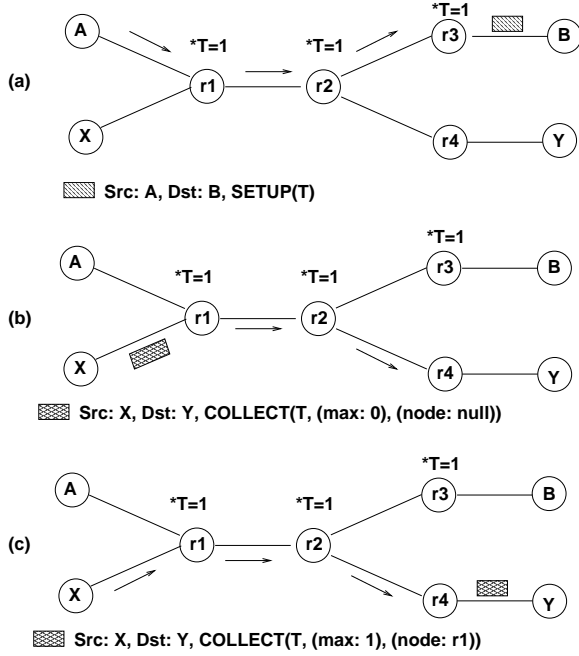 A
*T=1
*T=1
*T=1
r3
B
(a)
r1
r2
X
r4
Y
Src: A, Dst: B, SETUP(T)
*T=1
A
*T=1
*T=1
r3
B
(b)
r1
r2
X
r4
Y
Src: X, Dst: Y, COLLECT(T, (max: 0), (node: null))
*T=1
A
*T=1
*T=1
r3
B
(c)
r1
r2
X
r4
Y
Src: X, Dst: Y, COLLECT(T, (max: 1), (node: r1))